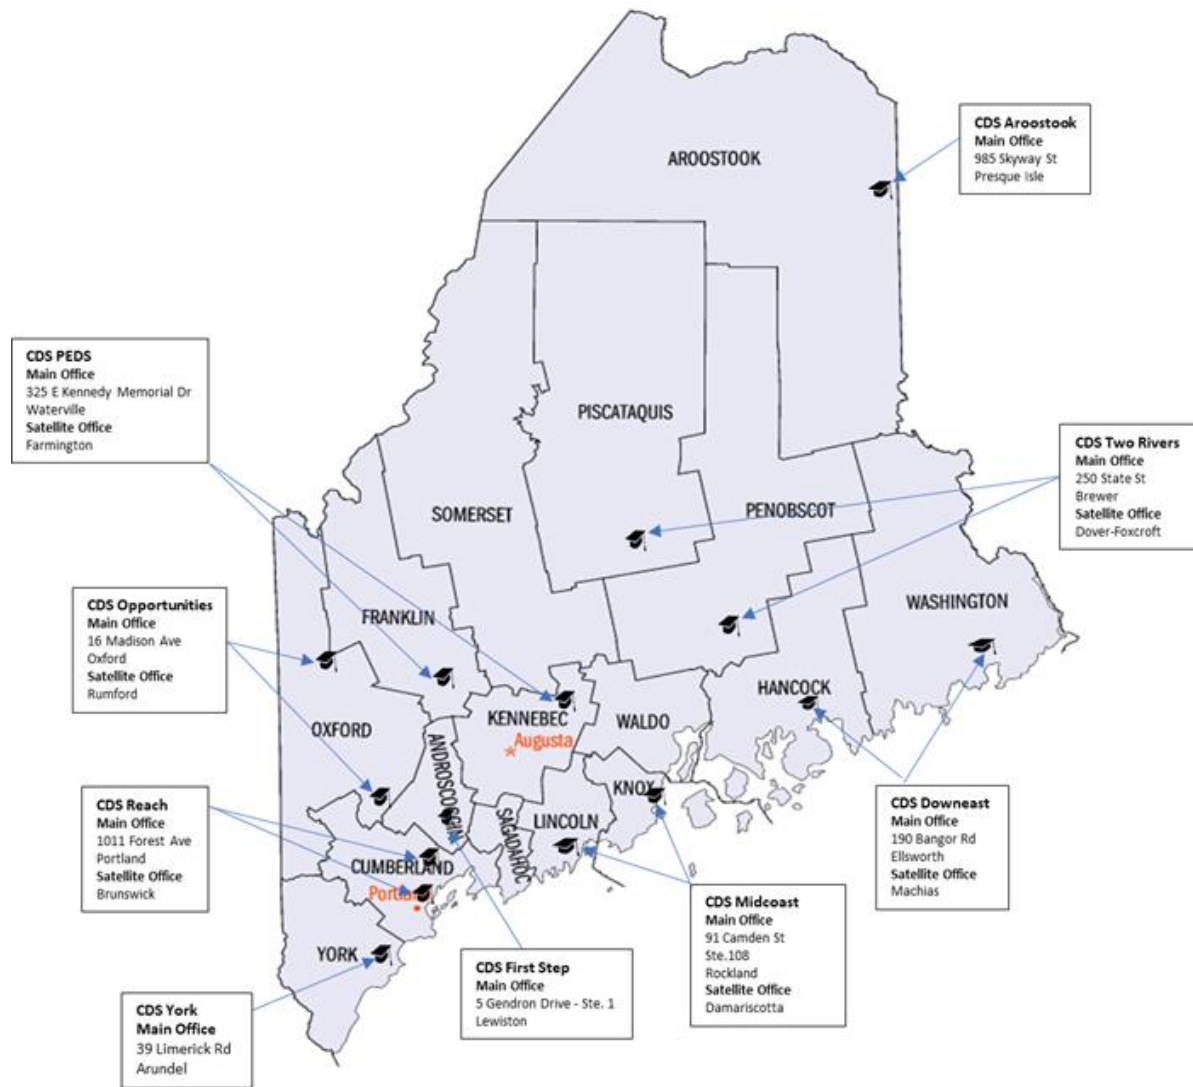 AROOSTOOK
CDS Aroostook
Main Office
985 Skyway St
Presque Isle
CDS PEDS
Main Office
325 E Kennedy Memorial Dr
Waterville
Satellite Office
Farmington
PISCATAQUIS
SOMERSET
PENOBSCOT
CDS Two Rivers
Main Office
250 State St
Brewer
Satellite Office
Dover-Foxcroft
CDS Opportunities
Main Office
16 Madison Ave
Oxford
Satellite Office
Rumford
FRANKLIN
WASHINGTON
HANCOCK
KENNEBEC
WALDO
Augusta
OXFORD
ANDROSCOGGIN
KNOX
LINCOLN
SAGADAHOC
CDS Reach
Main Office
1011 Forest Ave
Portland
Satellite Office
Brunswick
CUMBERLAND
CDS Downeast
Main Office
190 Bangor Rd
Ellsworth
Satellite Office
Machias
CDS Midcoast
Main Office
91 Camden St
Ste.108
Rockland
Satellite Office
Damariscotta
YORK
CDS First Step
Main Office
5 Gendron Drive - Ste. 1
Lewiston
CDS York
Main Office
39 Limerick Rd
Arundel